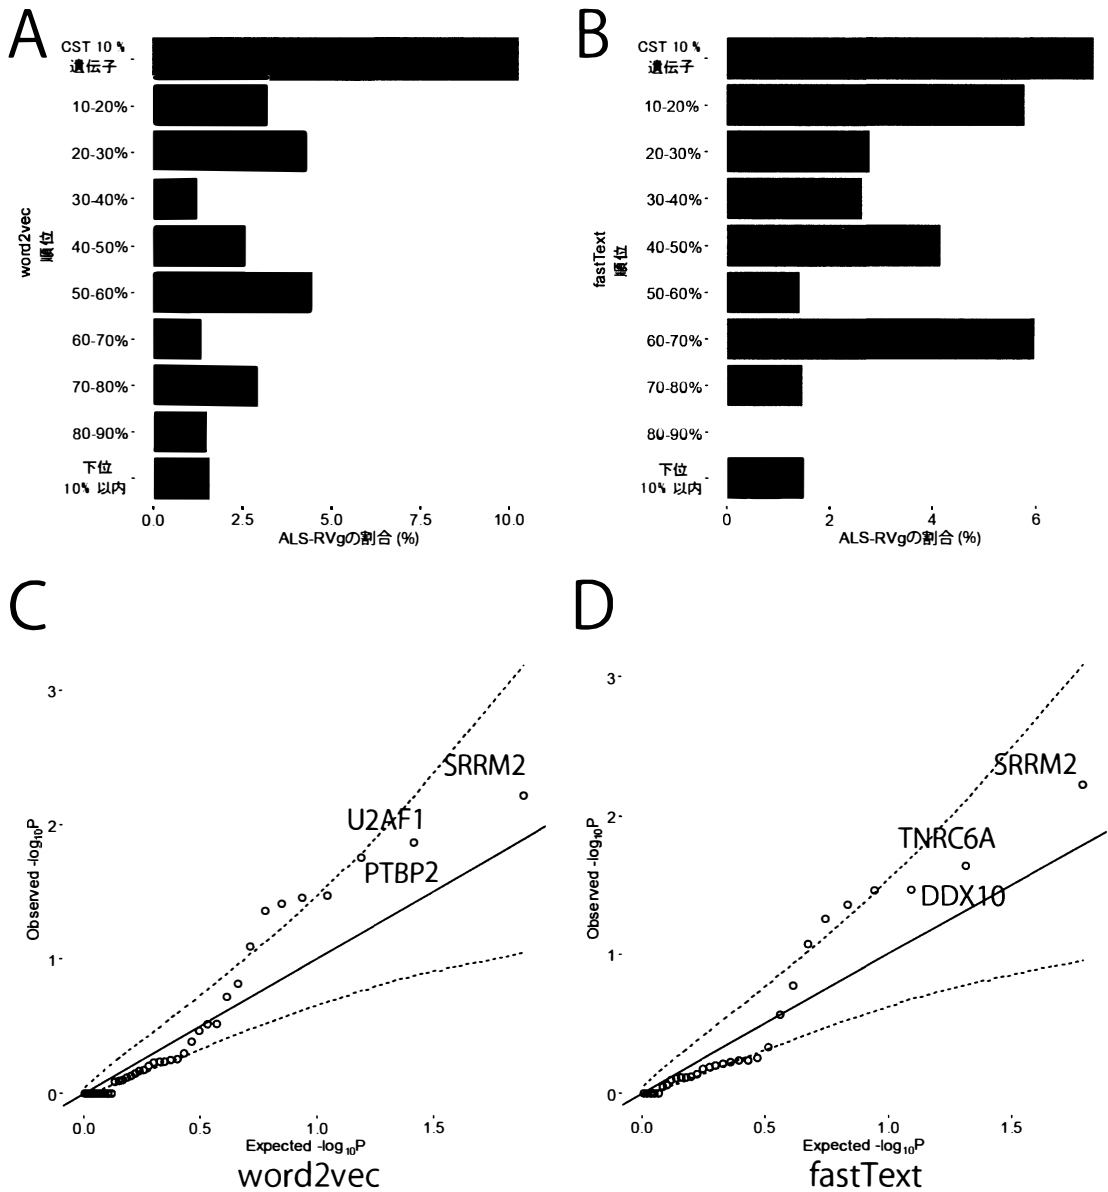 A
CST 10 %
遺伝子
10-20%
20-30%
30-40%
40-50%
50-60%
60-70%
70-80%
80-90%
下位
10% 以内
word2vec
順位
0.0
2.5
5.0
7.5
10.0
ALS-RVgの割合 (%)
B
CST 10 %
遺伝子
10-20%
20-30%
30-40%
40-50%
50-60%
60-70%
70-80%
80-90%
下位
10% 以内
fastText
順位
0
2
4
6
ALS-RVgの割合 (%)
C
3
2
1
0
Observed -log₁₀P
SRRM2
U2AF1
PTBP2
0.0
0.5
1.0
1.5
Expected -log₁₀P
word2vec
D
3
2
1
0
Observed -log₁₀P
SRRM2
TNRC6A
DDX10
0.0
0.5
1.0
1.5
Expected -log₁₀P
fastText